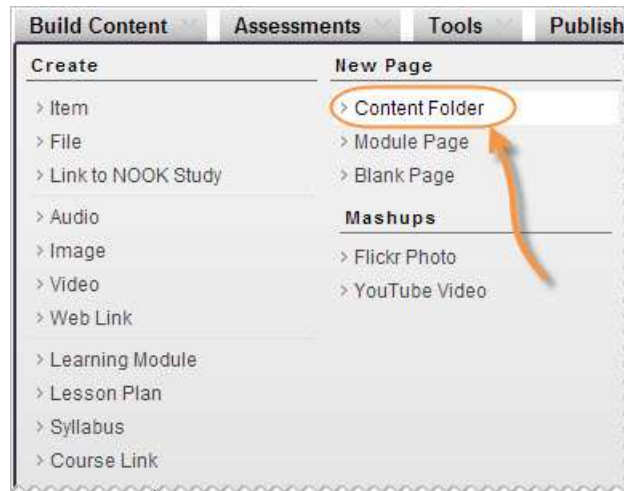 Build Content Assessments Tools Publish
Create
> Item
> File
> Link to NOOK Study
> Audio
> Image
> Video
> Web Link
> Learning Module
> Lesson Plan
> Syllabus
> Course Link
New Page
> Content Folder
> Module Page
> Blank Page
Mashups
> Flickr Photo
> YouTube Video